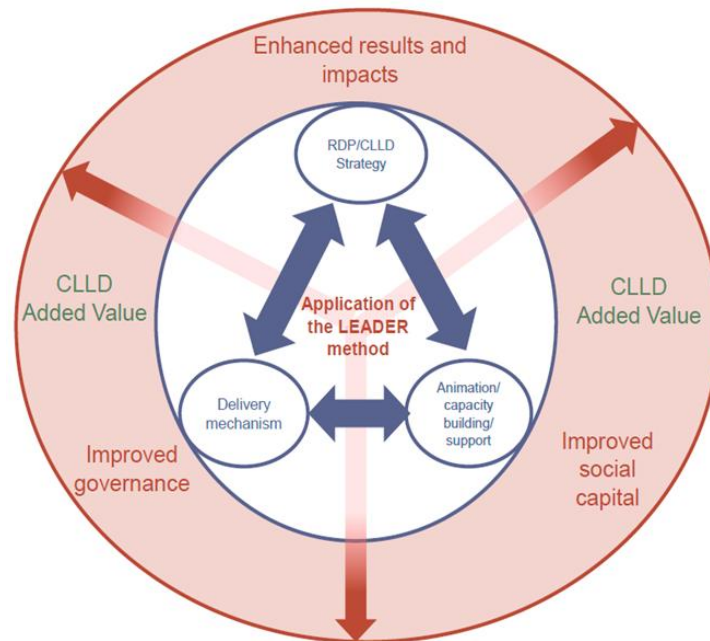 Enhanced results and
impacts
RDP/CLLD
Strategy
CLLD
Added Value
Application of
the LEADER
method
CLLD
Added Value
Delivery
mechanism
Animation/
capacity
building/
support
Improved
governance
Improved
social
capital